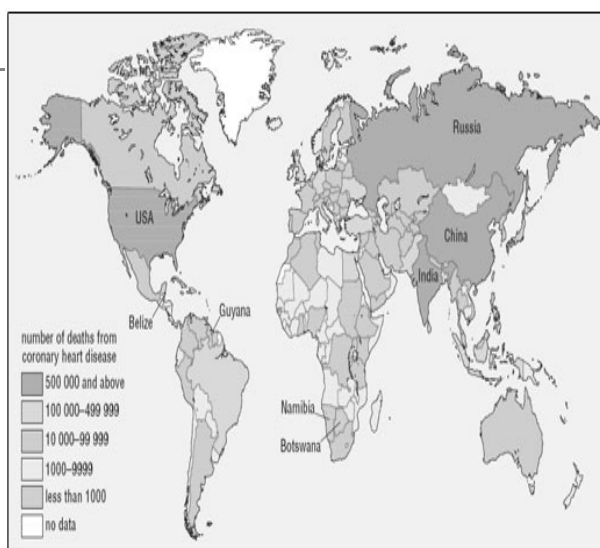 Russia
USA
China
India
Guyana
Belize
number of deaths from
coronary heart disease
500 000 and above
100 000–499 999
10 000–99 999
1000–9999
less than 1000
no data
Namibia
Botswana